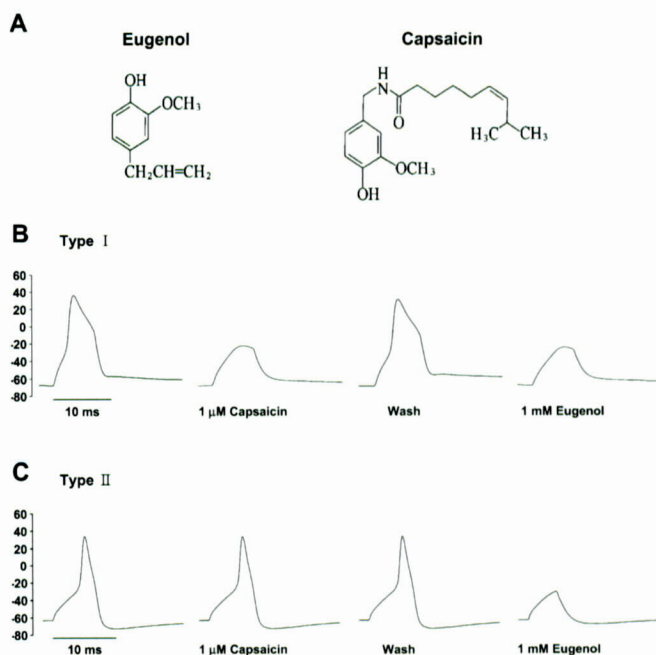 A
Eugenol
Capsaicin
OH
OCH₃
CH₂CH=CH₂
H
N
O
H₃C
CH₃
OCH₃
OH
B
Type I
60
40
20
0
-20
-40
-60
-80
10 ms
1 μM Capsaicin
Wash
1 mM Eugenol
C
Type II
60
40
20
0
-20
-40
-60
-80
10 ms
1 μM Capsaicin
Wash
1 mM Eugenol